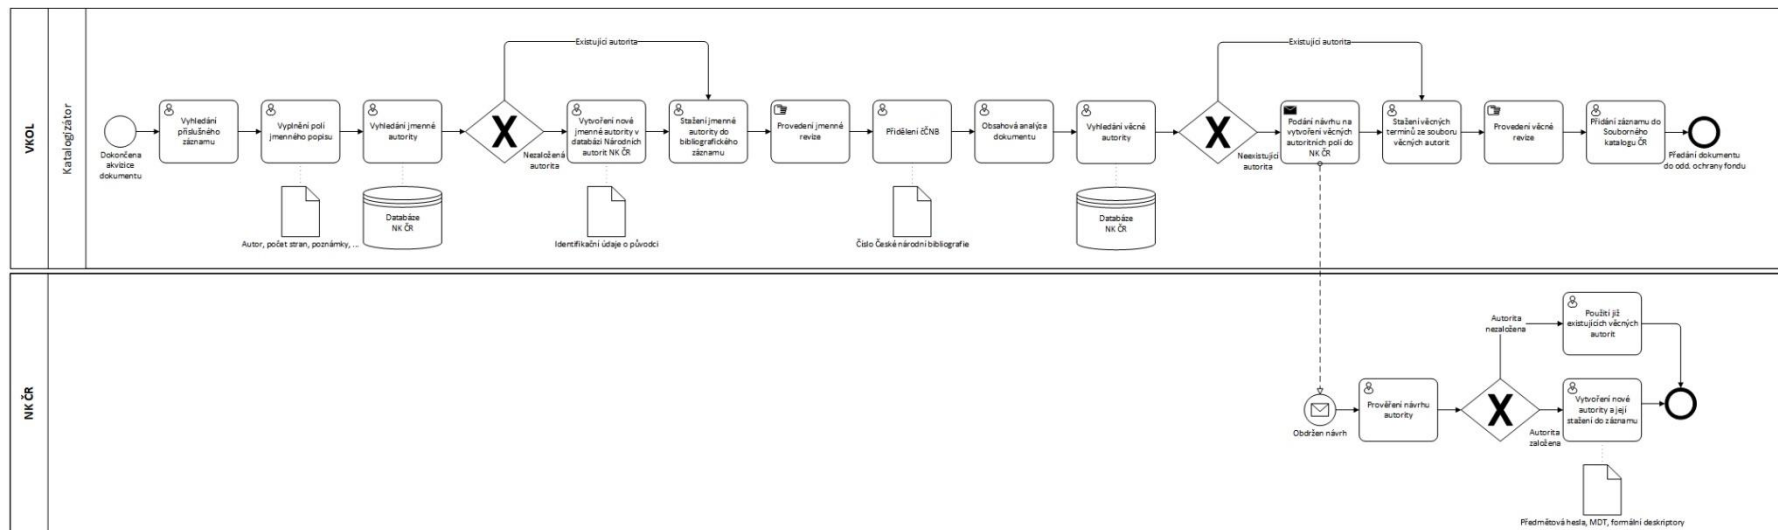 VKOL
Katalogizátor
Dokončena
akvizice
dokumentu
Vyhledání
příslušného
záznamu
Vyplnění polí
jmenného popisu
Autor, počet stran, poznámky, ...
Vyhledání jmenné
autority
Databáze
NK ČR
Existující autorita
Nezaložená
autorita
Vytvoření nové
jmenné autority v
databázi Národních
autorit NK ČR
Identifikační údaje o původci
Stažení jmenné
autority do
bibliografického
záznamu
Provedení jmenné
revize
Přidělení čČNB
Číslo České národní bibliografie
Obsahová analýza
dokumentu
Vyhledání věcné
autority
Databáze
NK ČR
Existující autorita
Neexistující
autorita
Podání návrhu na
vytvoření věcných
autoritních polí do
NK ČR
Stažení věcných
termínů ze souboru
věcných autorit
Provedení věcné
revize
Přidání záznamu do
Souborného
katalogu ČR
Předání dokumentu
do odd. ochrany fondu
NK ČR
Obdržen návrh
Prověření návrhu
autority
Autorita
nezaložena
Použití již
existujících věcných
autorit
Autorita
založena
Vytvoření nové
autority a její
stažení do záznamu
Předmětová hesla, MDT, formální deskriptory